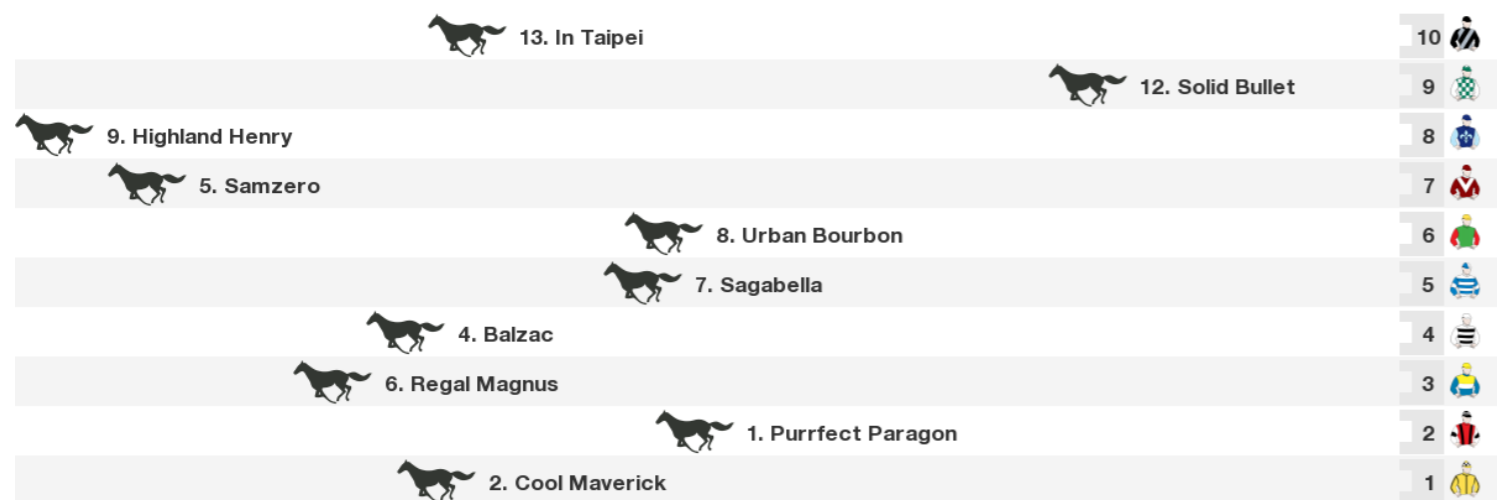 13. In Taipei 10
12. Solid Bullet 9
9. Highland Henry 8
5. Samzero 7
8. Urban Bourbon 6
7. Sagabella 5
4. Balzac 4
6. Regal Magnus 3
1. Purrfect Paragon 2
2. Cool Maverick 1